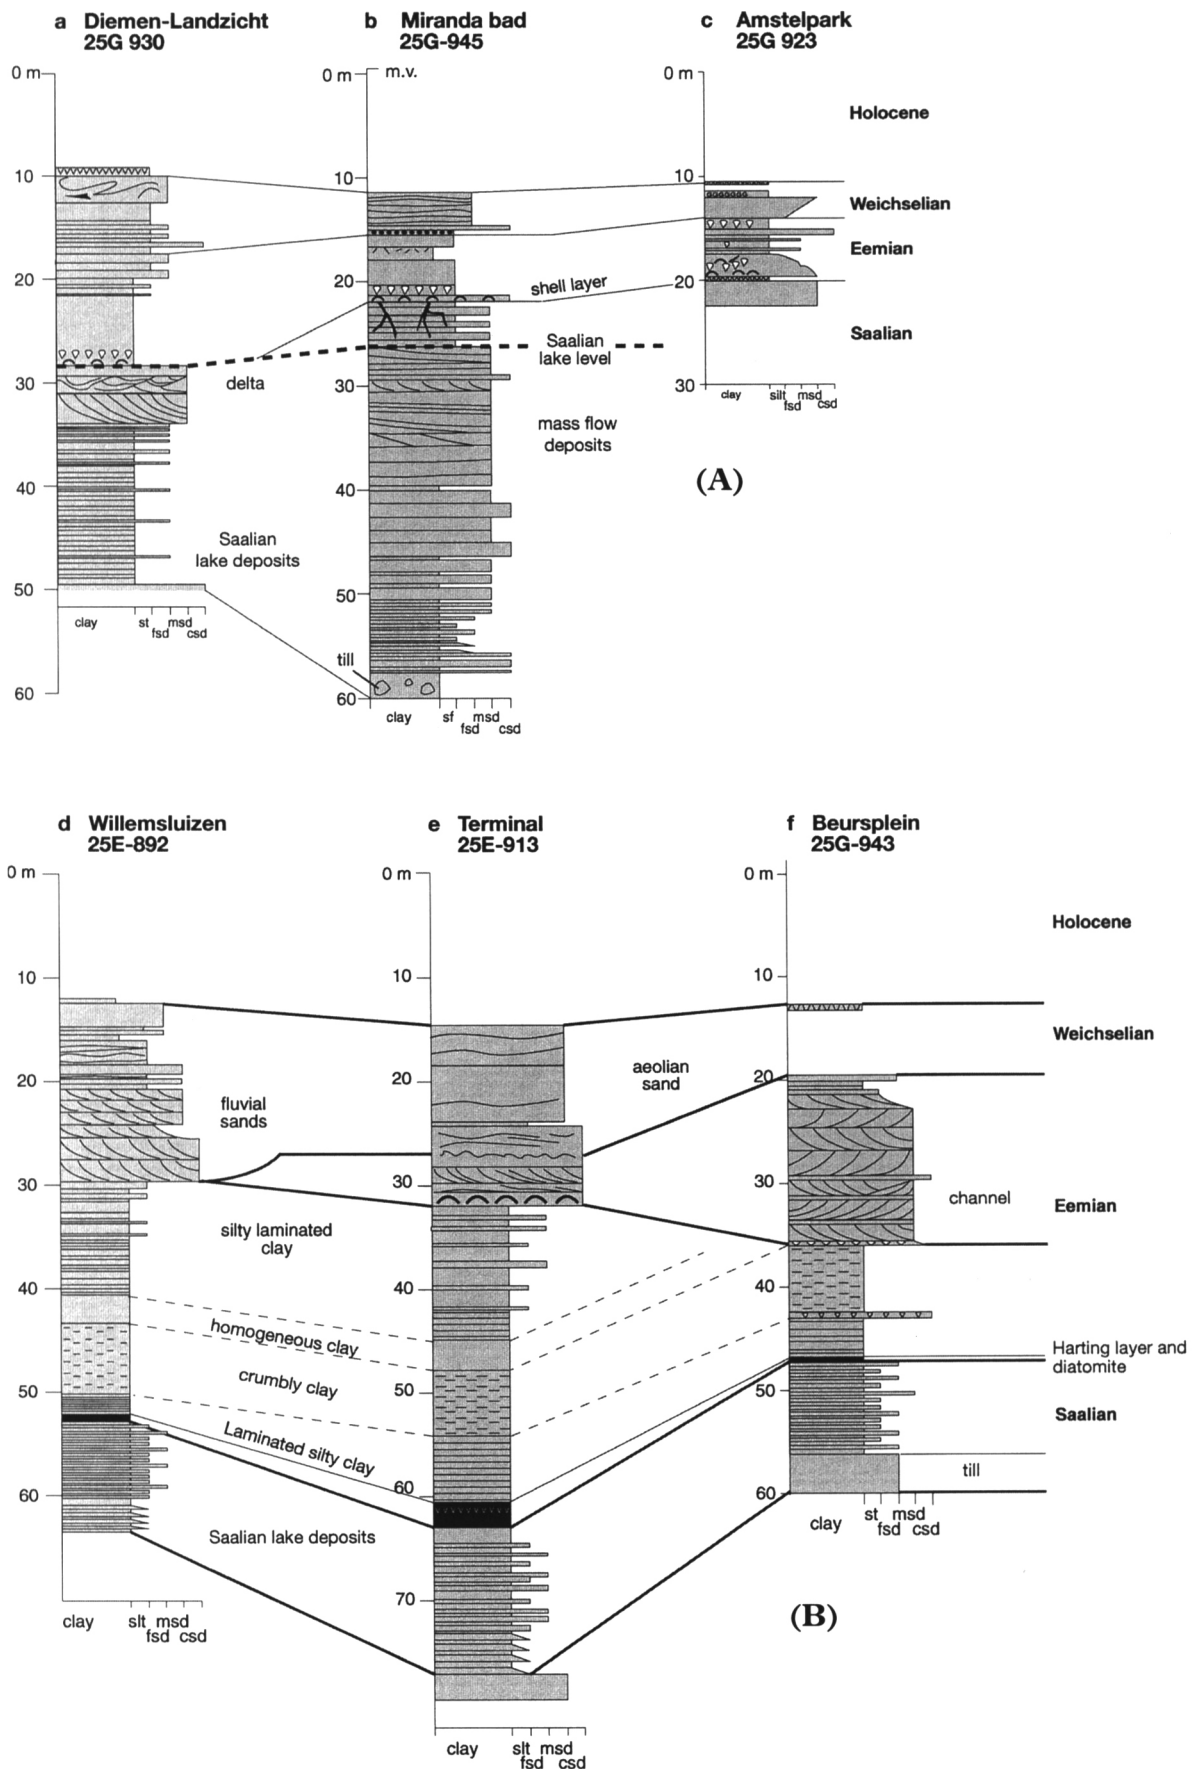 a Diemen-Landzicht
25G 930
b Miranda bad
25G-945
c Amstelpark
25G 923
0 m
10
20
30
40
50
60
clay
st
fsd
msd
csd
0 m
m.v.
10
20
30
40
50
60
clay
sf
fsd
msd
csd
0 m
10
20
30
clay
silt
fsd
msd
csd
Holocene
Weichselian
Eemian
Saalian
shell layer
Saalian
lake level
delta
mass flow
deposits
Saalian
lake deposits
till
(A)
d Willemsluizen
25E-892
e Terminal
25E-913
f Beursplein
25G-943
0 m
10
20
30
40
50
60
clay
slt
fsd
msd
csd
0 m
10
20
30
40
50
60
70
clay
slt
fsd
msd
csd
0 m
10
20
30
40
50
60
clay
st
fsd
msd
csd
Holocene
Weichselian
aeolian
sand
fluvial
sands
channel
Eemian
silty laminated
clay
homogeneous clay
crumbly clay
Laminated silty clay
Harting layer and
diatomite
Saalian
till
Saalian lake deposits
(B)